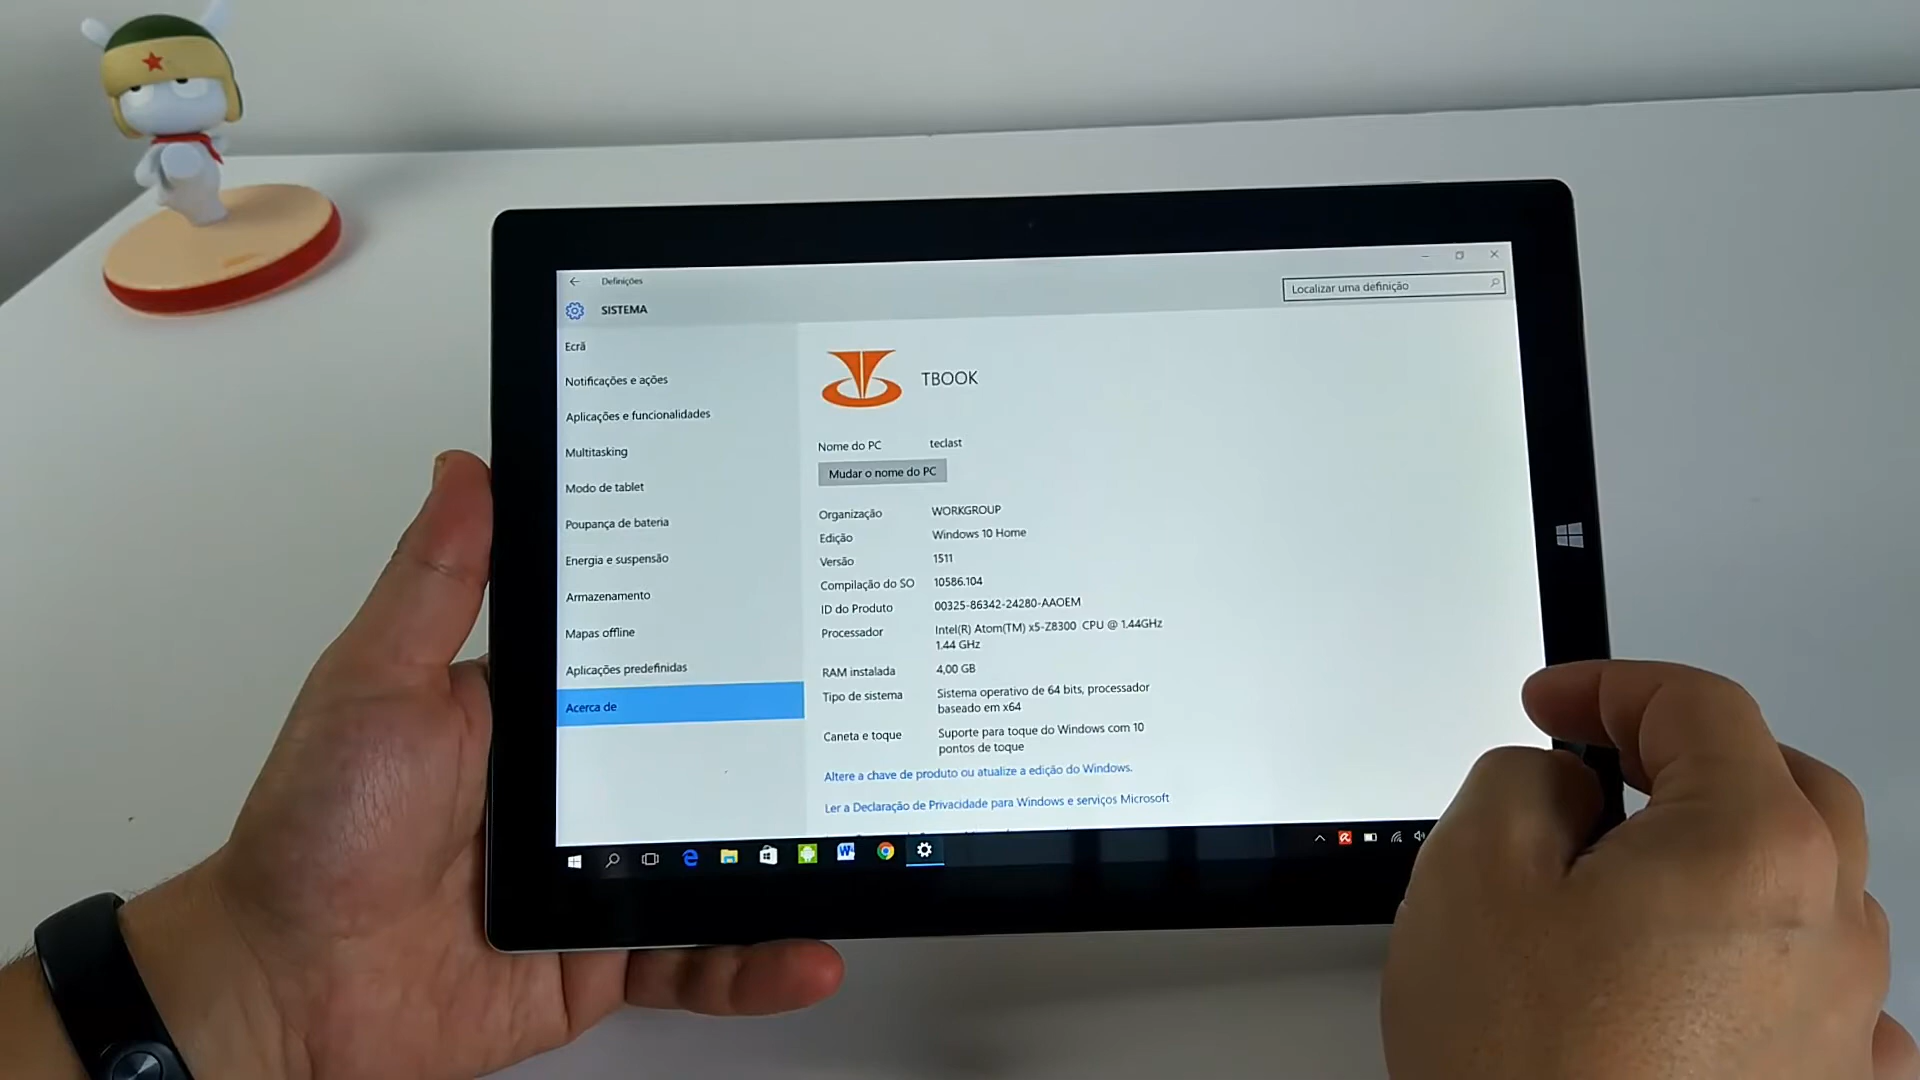 Definições
SISTEMA
Localizar uma definição
Ecrã
Notificações e ações
Aplicações e funcionalidades
Multitasking
Modo de tablet
Poupança de bateria
Energia e suspensão
Armazenamento
Mapas offline
Aplicações predefinidas
Acerca de
TBOOK
Nome do PC teclast
Mudar o nome do PC
Organização WORKGROUP
Edição Windows 10 Home
Versão 1511
Compilação do SO 10586.104
ID do Produto 00325-86342-24280-AAOEM
Processador Intel(R) Atom(TM) x5-Z8300 CPU @ 1.44GHz
1.44 GHz
RAM instalada 4,00 GB
Tipo de sistema Sistema operativo de 64 bits, processador
baseado em x64
Caneta e toque Suporte para toque do Windows com 10
pontos de toque
Altere a chave de produto ou atualize a edição do Windows.
Ler a Declaração de Privacidade para Windows e serviços Microsoft